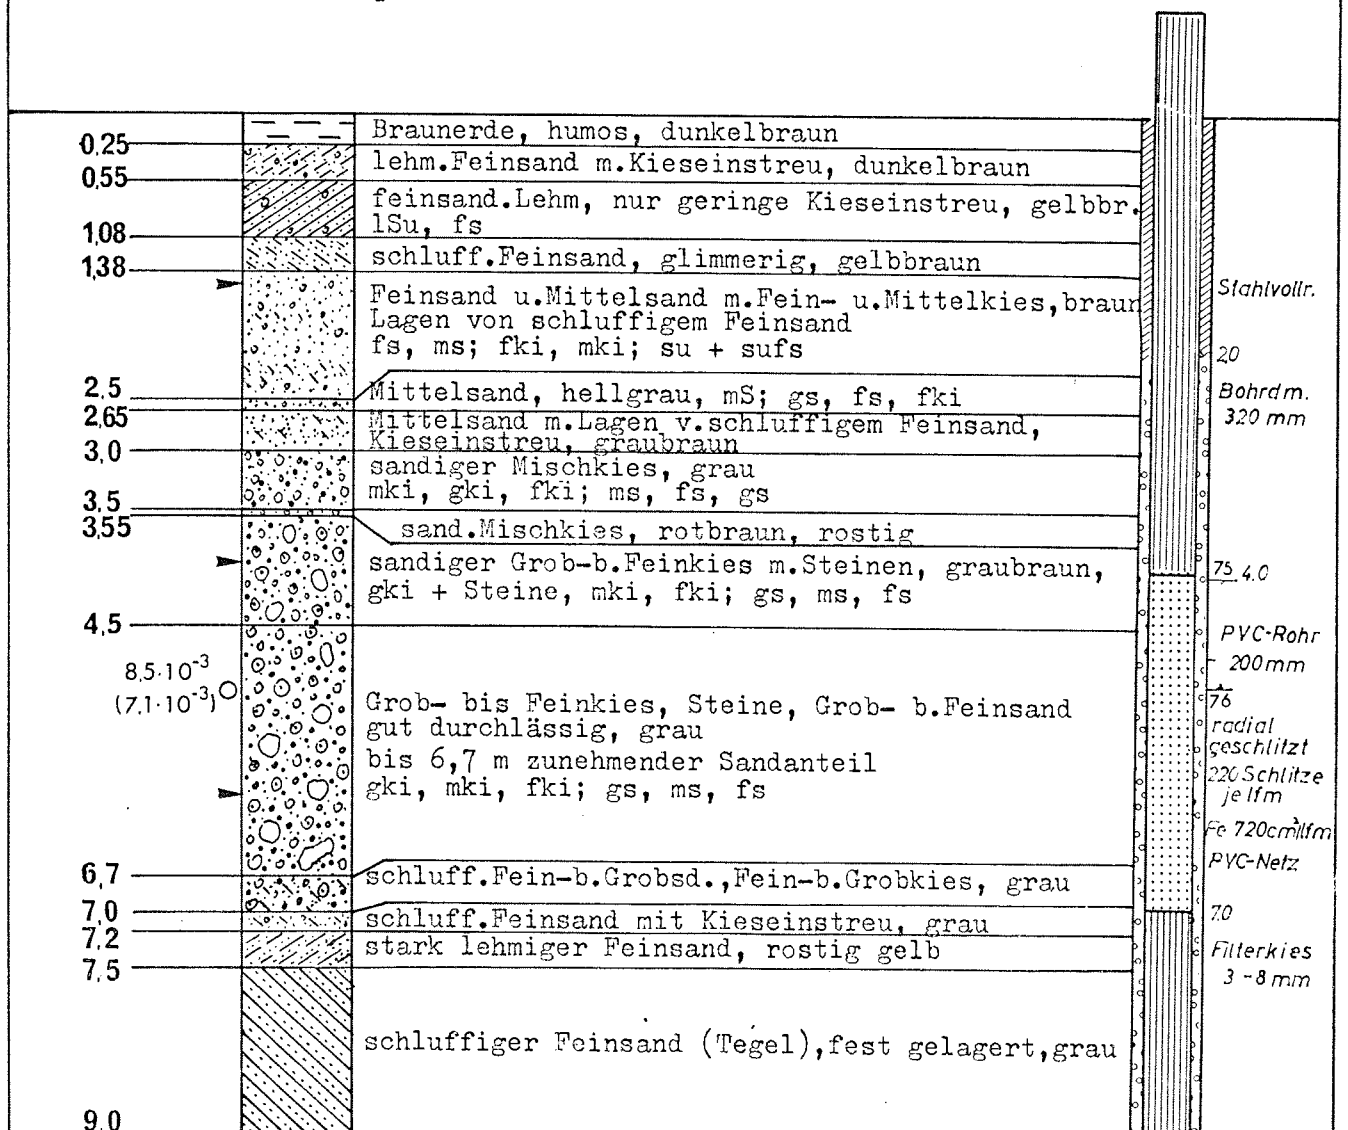 Braunerde, humos, dunkelbraun
0,25
lehm.Feinsand m.Kieseinstreu, dunkelbraun
0,55
feinsand.Lehm, nur geringe Kieseinstreu, gelbbr.
lSu, fs
1,08
schluff.Feinsand, glimmerig, gelbbraun
1,38
Feinsand u.Mittelsand m.Fein- u.Mittelkies,braun
Lagen von schluffigem Feinsand
fs, ms; fki, mki; su + sufs
2,5
Mittelsand, hellgrau, mS; gs, fs, fki
2,65
Mittelsand m.Lagen v.schluffigem Feinsand,
Kieseinstreu, graubraun
3,0
sandiger Mischkies, grau
mki, gki, fki; ms, fs, gs
3,5
3,55
sand.Mischkies, rotbraun, rostig
sandiger Grob-b.Feinkies m.Steinen, graubraun,
gki + Steine, mki, fki; gs, ms, fs
4,5
8,5·10⁻³
(7,1·10⁻³)
Grob- bis Feinkies, Steine, Grob- b.Feinsand
gut durchlässig, grau
bis 6,7 m zunehmender Sandanteil
gki, mki, fki; gs, ms, fs
6,7
schluff.Fein-b.Grobsd.,Fein-b.Grobkies, grau
7,0
schluff.Feinsand mit Kieseinstreu, grau
7,2
stark lehmiger Feinsand, rostig gelb
7,5
schluffiger Feinsand (Tegel),fest gelagert,grau
9,0
Stahlvollr.
2,0
Bohrdm.
320 mm
75 4.0
PVC-Rohr
200mm
76
radial
geschlitzt
220 Schlitze
je lfm
Fe 720cm²/lfm
PVC-Netz
7,0
Filterkies
3-8 mm